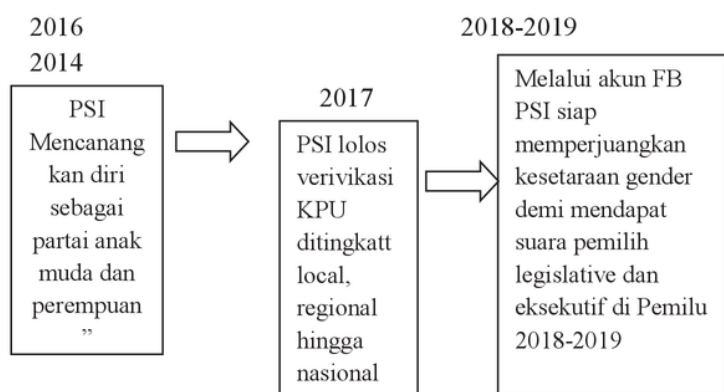 2016
2014
PSI
Mencanang
kan diri
sebagai
partai anak
muda dan
perempuan
”
2017
PSI lolos
verivikasi
KPU
ditingkatt
local,
regional
hingga
nasional
2018-2019
Melalui akun FB
PSI siap
memperjuangkan
kesetaraan gender
demi mendapat
suara pemilih
legislative dan
eksekutif di Pemilu
2018-2019